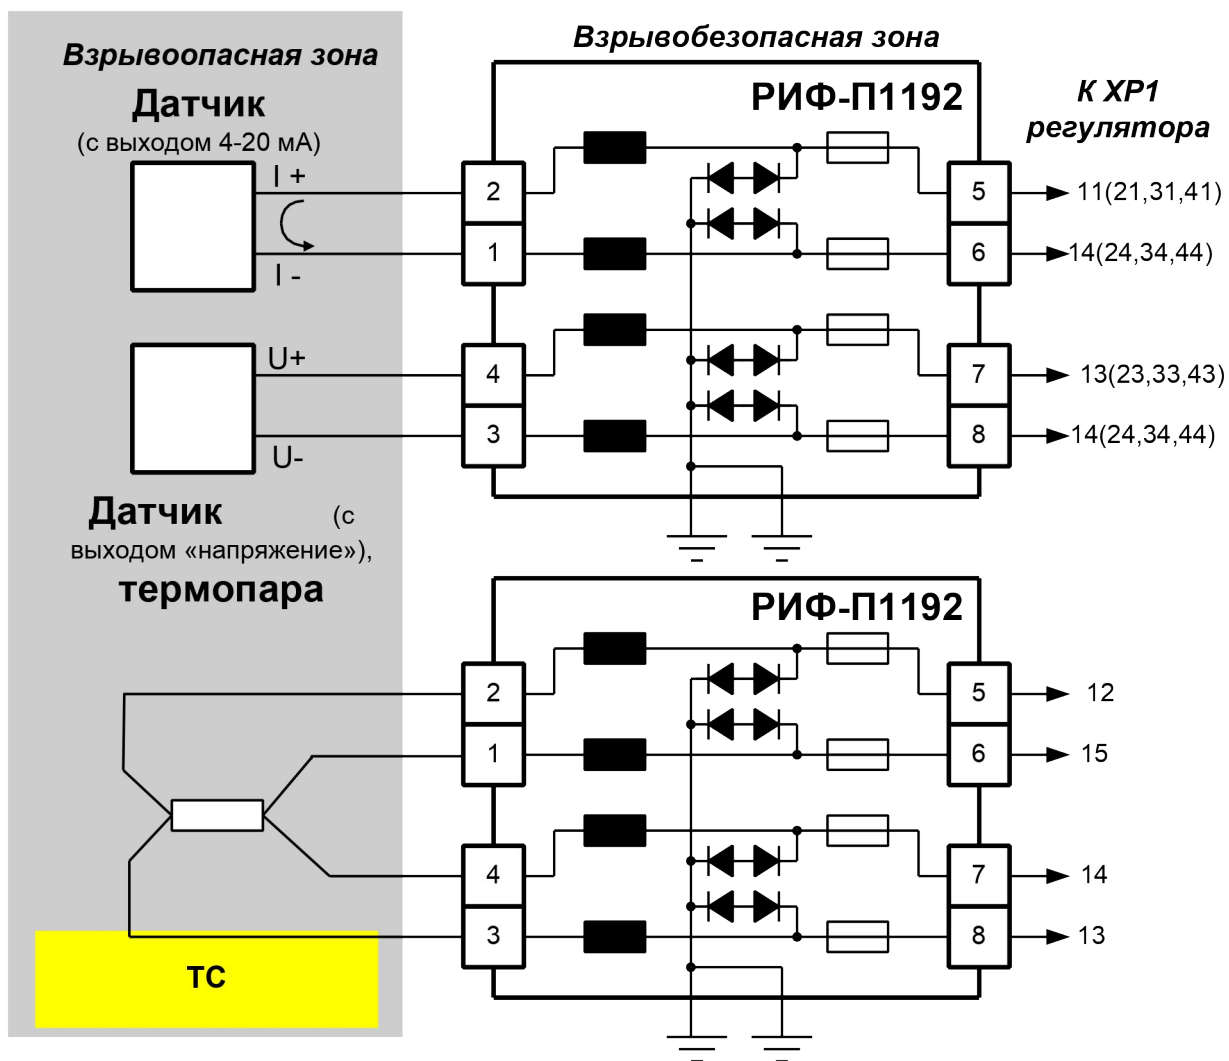 Взрывоопасная зона
Взрывобезопасная зона
Датчик
(с выходом 4-20 мА)
РИФ-П1192
К ХР1
регулятора
I +
2
5
11(21,31,41)
1
6
14(24,34,44)
I -
U+
4
7
13(23,33,43)
3
8
14(24,34,44)
U-
Датчик (с
выходом «напряжение»),
термопара
РИФ-П1192
2
5
12
1
6
15
4
7
14
3
8
13
ТС